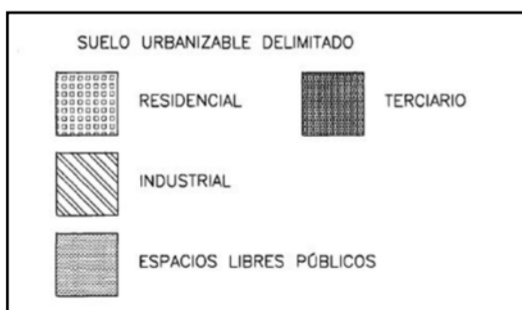 SUELO URBANIZABLE DELIMITADO
RESIDENCIAL
TERCIARIO
INDUSTRIAL
ESPACIOS LIBRES PÚBLICOS